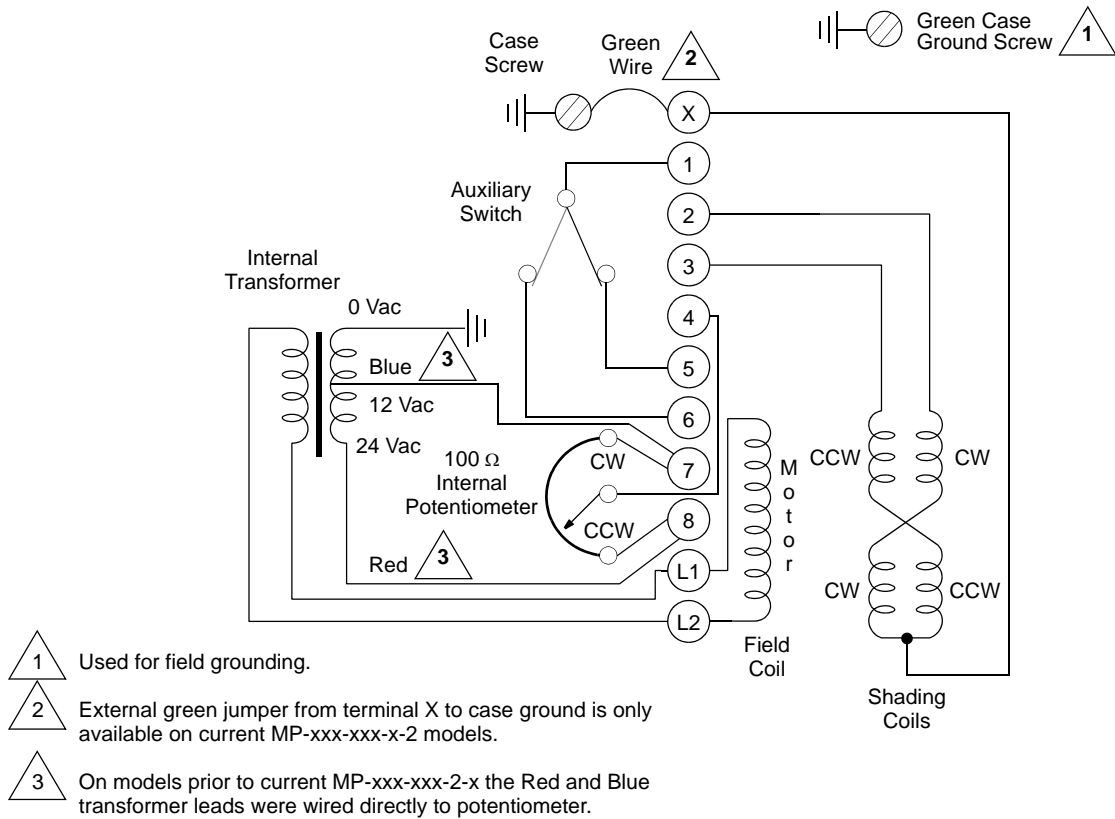 Green Case
Ground Screw
1
Case
Screw
Green
Wire
2
X
1
2
3
4
5
6
7
8
L1
L2
Auxiliary
Switch
Internal
Transformer
0 Vac
Blue
3
12 Vac
24 Vac
100 Ω
Internal
Potentiometer
CW
CCW
Red
3
Motor
Field
Coil
CCW
CW
CW
CCW
Shading
Coils
1
Used for field grounding.
2
External green jumper from terminal X to case ground is only
available on current MP-xxx-xxx-x-2 models.
3
On models prior to current MP-xxx-xxx-2-x the Red and Blue
transformer leads were wired directly to potentiometer.